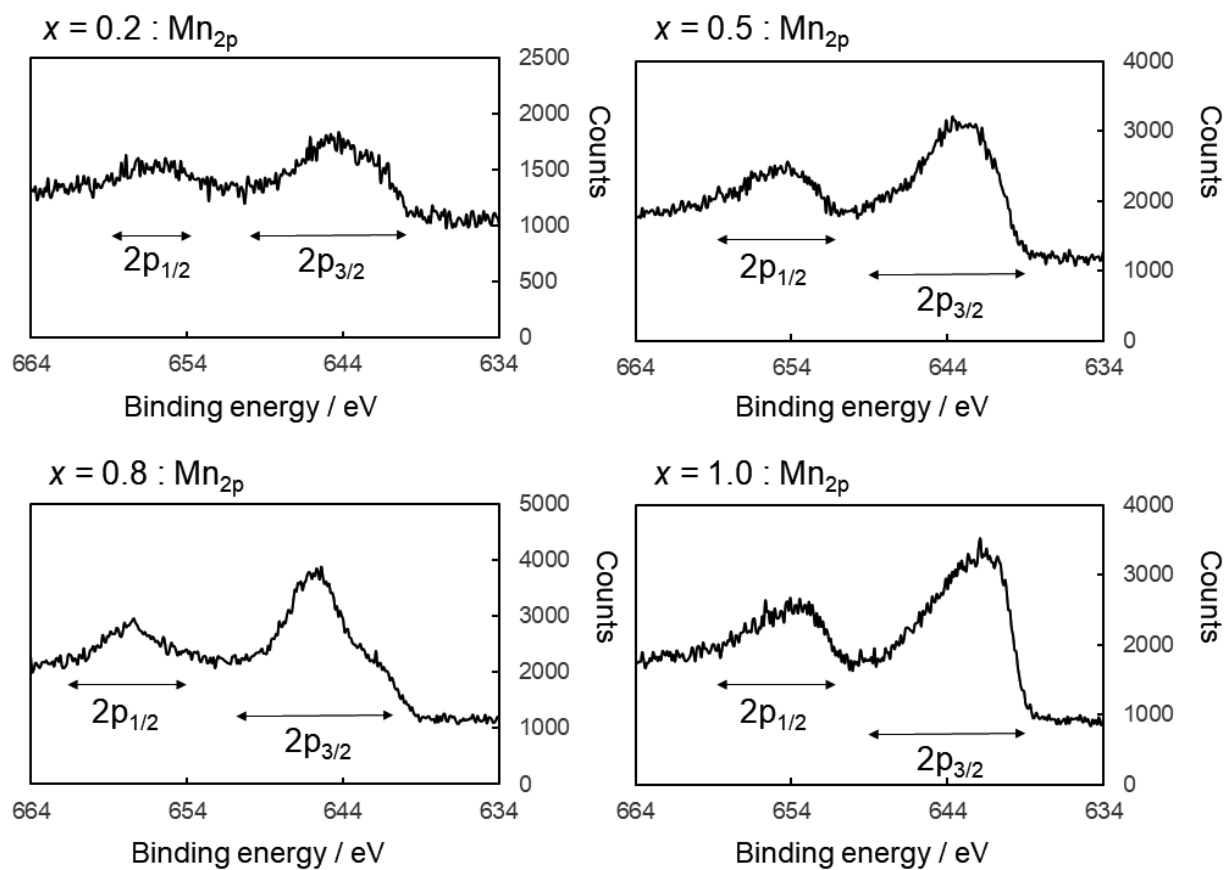 x = 0.2 : Mn2p
2500
2000
1500
1000
500
0
Counts
2p1/2
2p3/2
664
654
644
634
Binding energy / eV
x = 0.5 : Mn2p
4000
3000
2000
1000
0
Counts
2p1/2
2p3/2
664
654
644
634
Binding energy / eV
x = 0.8 : Mn2p
5000
4000
3000
2000
1000
0
Counts
2p1/2
2p3/2
664
654
644
634
Binding energy / eV
x = 1.0 : Mn2p
4000
3000
2000
1000
0
Counts
2p1/2
2p3/2
664
654
644
634
Binding energy / eV